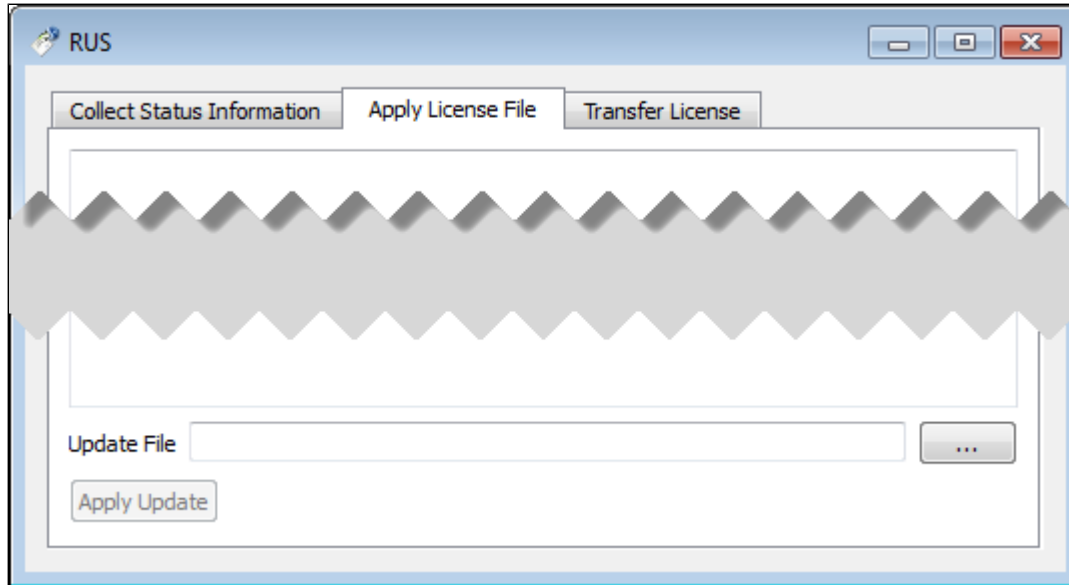 RUS
Collect Status Information Apply License File Transfer License
Update File ...
Apply Update